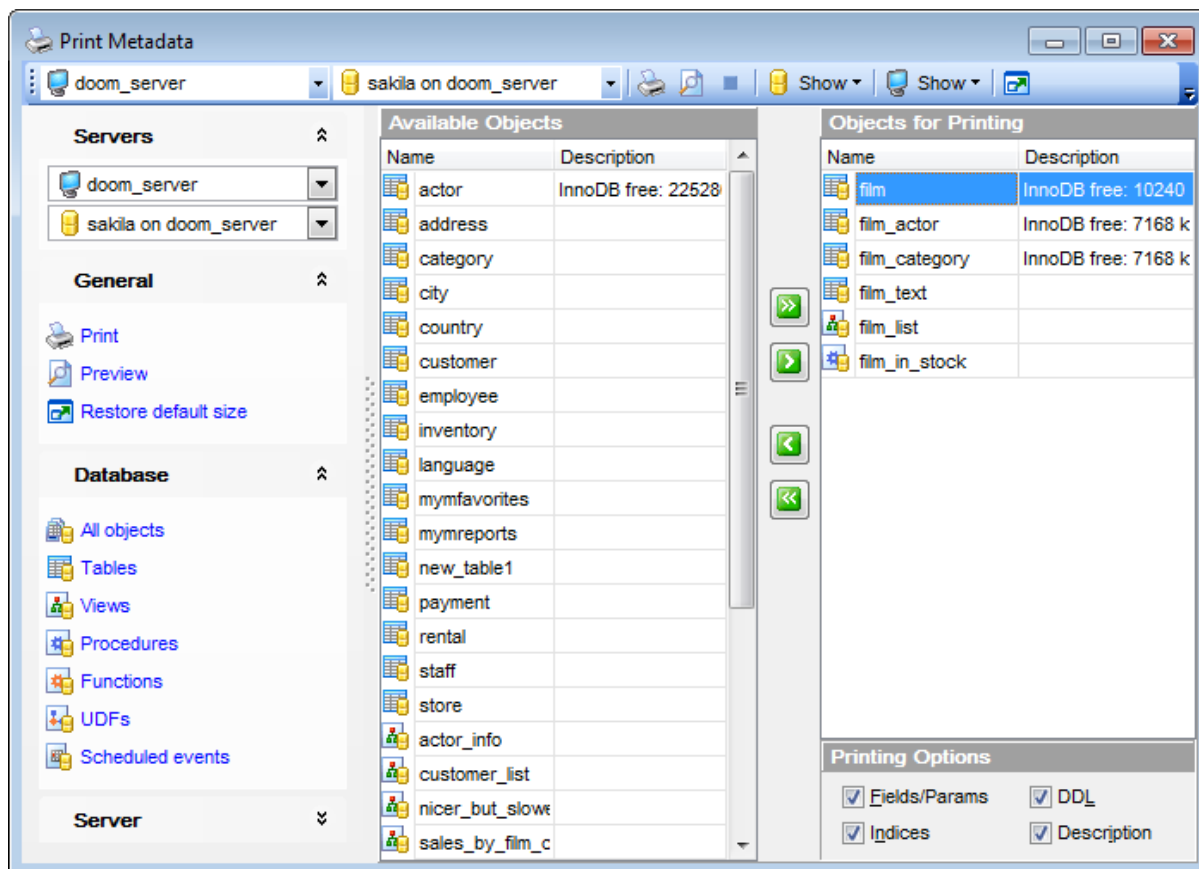 Print Metadata
doom_server
sakila on doom_server
Show
Show
Servers
doom_server
sakila on doom_server
General
Print
Preview
Restore default size
Database
All objects
Tables
Views
Procedures
Functions
UDFs
Scheduled events
Server
Available Objects
Name Description
actor InnoDB free: 22528
address
category
city
country
customer
employee
inventory
language
mymfavorites
mymreports
new_table1
payment
rental
staff
store
actor_info
customer_list
nicer_but_slowe
sales_by_film_c
Objects for Printing
Name Description
film InnoDB free: 10240
film_actor InnoDB free: 7168 k
film_category InnoDB free: 7168 k
film_text
film_list
film_in_stock
Printing Options
Fields/Params DDL
Indices Description